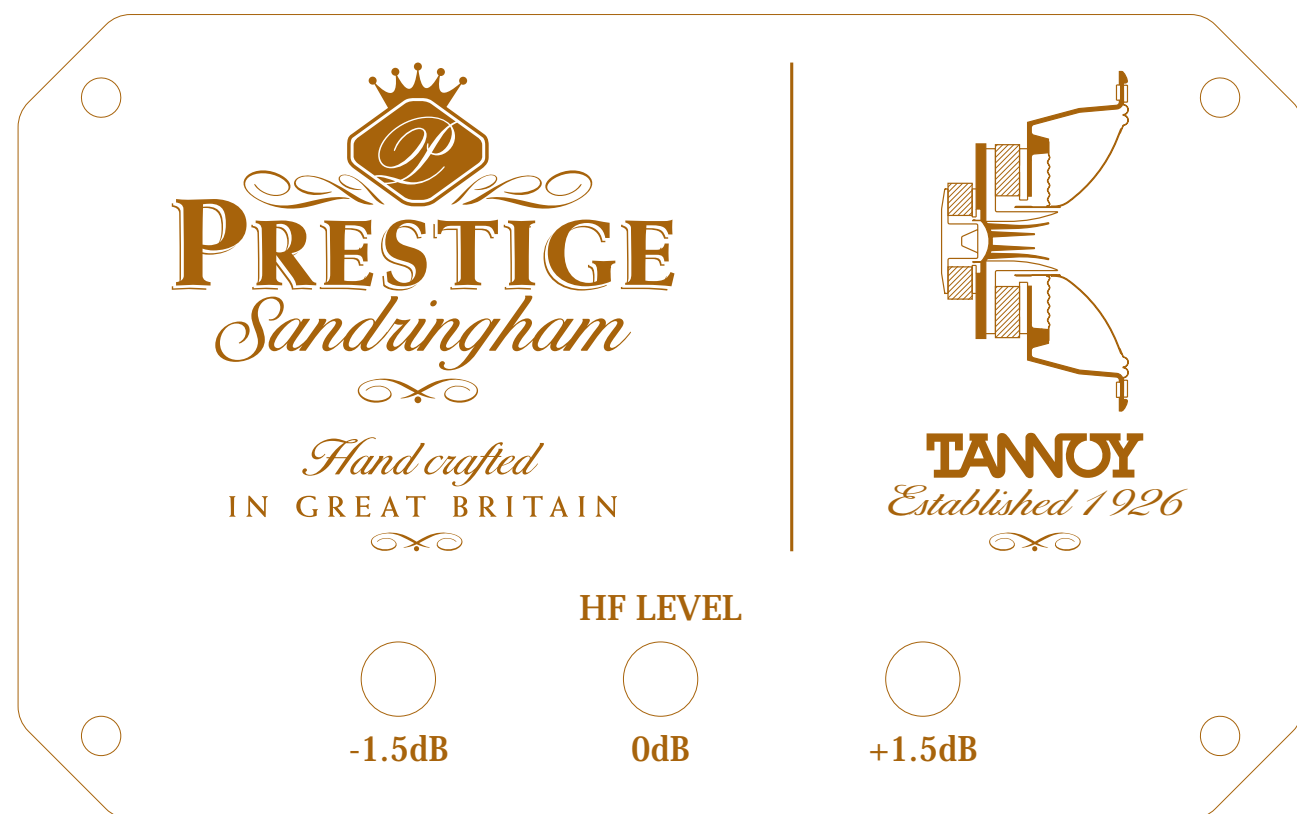 P
PRESTIGE
Sandringham
Hand crafted
IN GREAT BRITAIN
TANNOY
Established 1926
HF LEVEL
-1.5dB 0dB +1.5dB